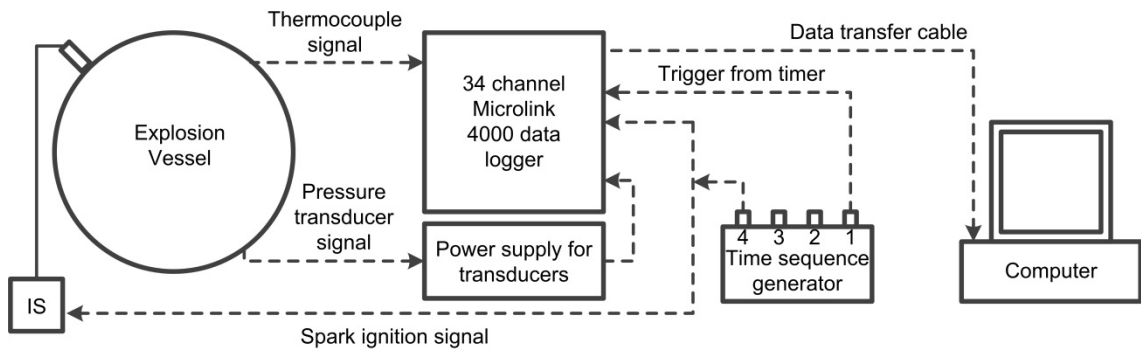 Thermocouple
signal
Data transfer cable
34 channel
Microlink
4000 data
logger
Trigger from timer
Explosion
Vessel
Pressure
transducer
signal
4 3 2 1
Time sequence
generator
Power supply for
transducers
Computer
IS
Spark ignition signal